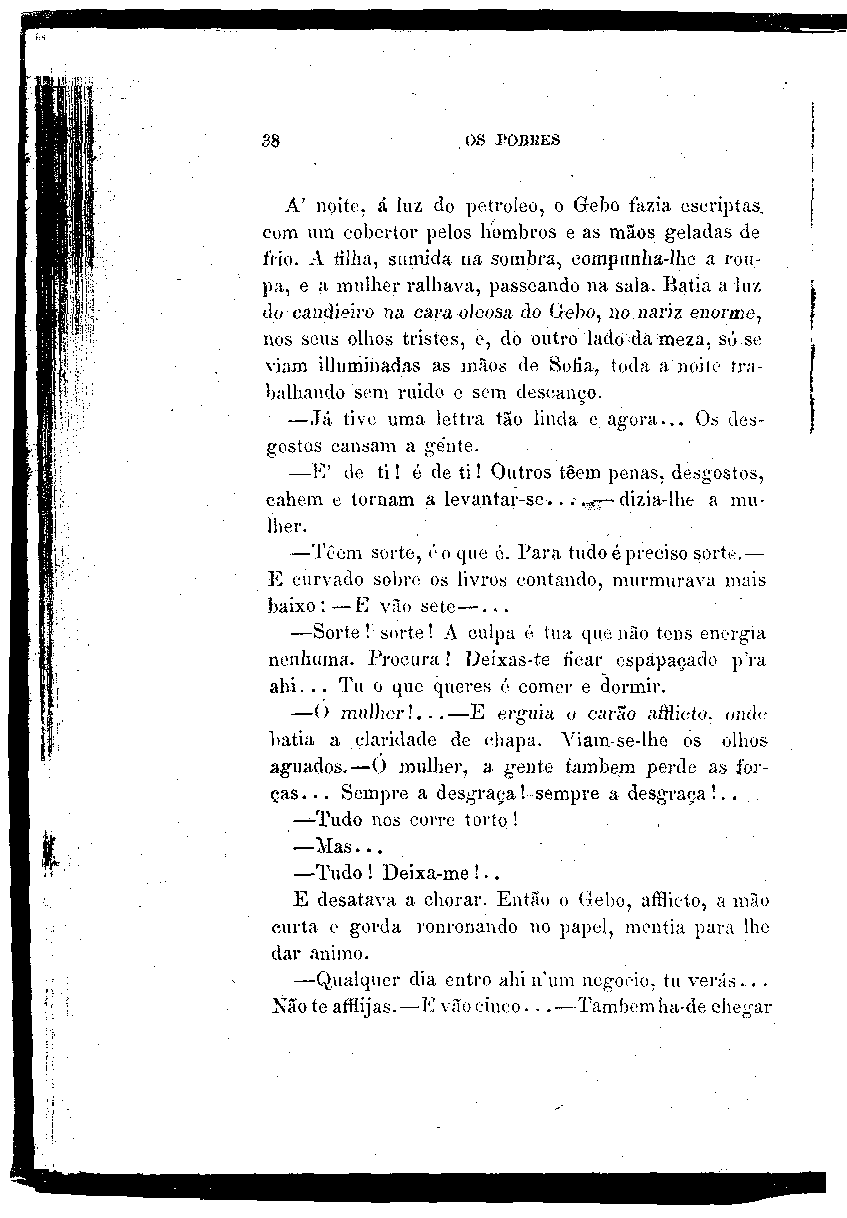 38 OS POBRES
A' noite, á luz do petroleo, o Gebo fazia escriptas,
com um cobertor pelos hombros e as mãos geladas de
frio. A filha, sumida na sombra, compunha-lhe a rou-
pa, e a mulher ralhava, passeando na sala. Batia a luz
do candieiro na cara oleosa do Gebo, no nariz enorme,
nos seus olhos tristes, e, do outro lado da meza, só se
viam illuminadas as mãos de Sofia, toda a noite tra-
balhando sem ruido e sem descanço.
—Já tive uma lettra tão linda e agora... Os des-
gostos cansam a gente.
—E' de ti! é de ti! Outros têem penas, desgostos,
cahem e tornam a levantar-se...—dizia-lhe a mu-
lher.
—Têem sorte, é o que é. Para tudo é preciso sorte.—
E curvado sobre os livros contando, murmurava mais
baixo: —E vão sete—...
—Sorte! sorte! A culpa é tua que não tens energia
nenhuma. Procura! Deixas-te ficar espapaçado p'ra
ahi... Tu o que queres é comer e dormir.
—Ó mulher!...—E erguia o carão afflicto, onde
batia a claridade de chapa. Viam-se-lhe os olhos
aguados.—Ó mulher, a gente tambem perde as for-
ças... Sempre a desgraça! sempre a desgraça!..
—Tudo nos corre torto!
—Mas...
—Tudo! Deixa-me!..
E desatava a chorar. Então o Gebo, afflicto, a mão
curta e gorda ronronando no papel, mentia para lhe
dar animo.
—Qualquer dia entro ahi n'um negocio, tu verás...
Não te afflijas.—E vão cinco...—Tambem ha-de chegar